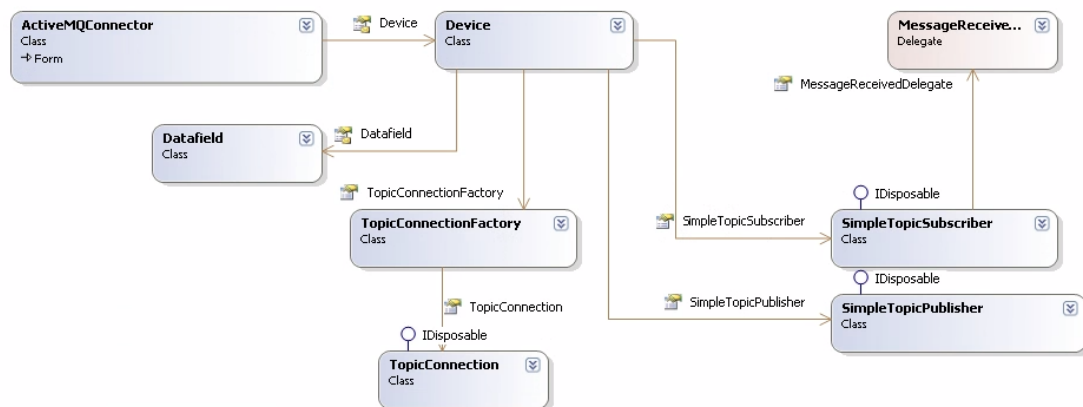 ActiveMQConnector
Class
Form
Device
Device
Class
MessageReceive...
Delegate
MessageReceivedDelegate
Datafield
Class
Datafield
TopicConnectionFactory
TopicConnectionFactory
Class
SimpleTopicSubscriber
IDisposable
SimpleTopicSubscriber
Class
IDisposable
SimpleTopicPublisher
SimpleTopicPublisher
Class
TopicConnection
IDisposable
TopicConnection
Class